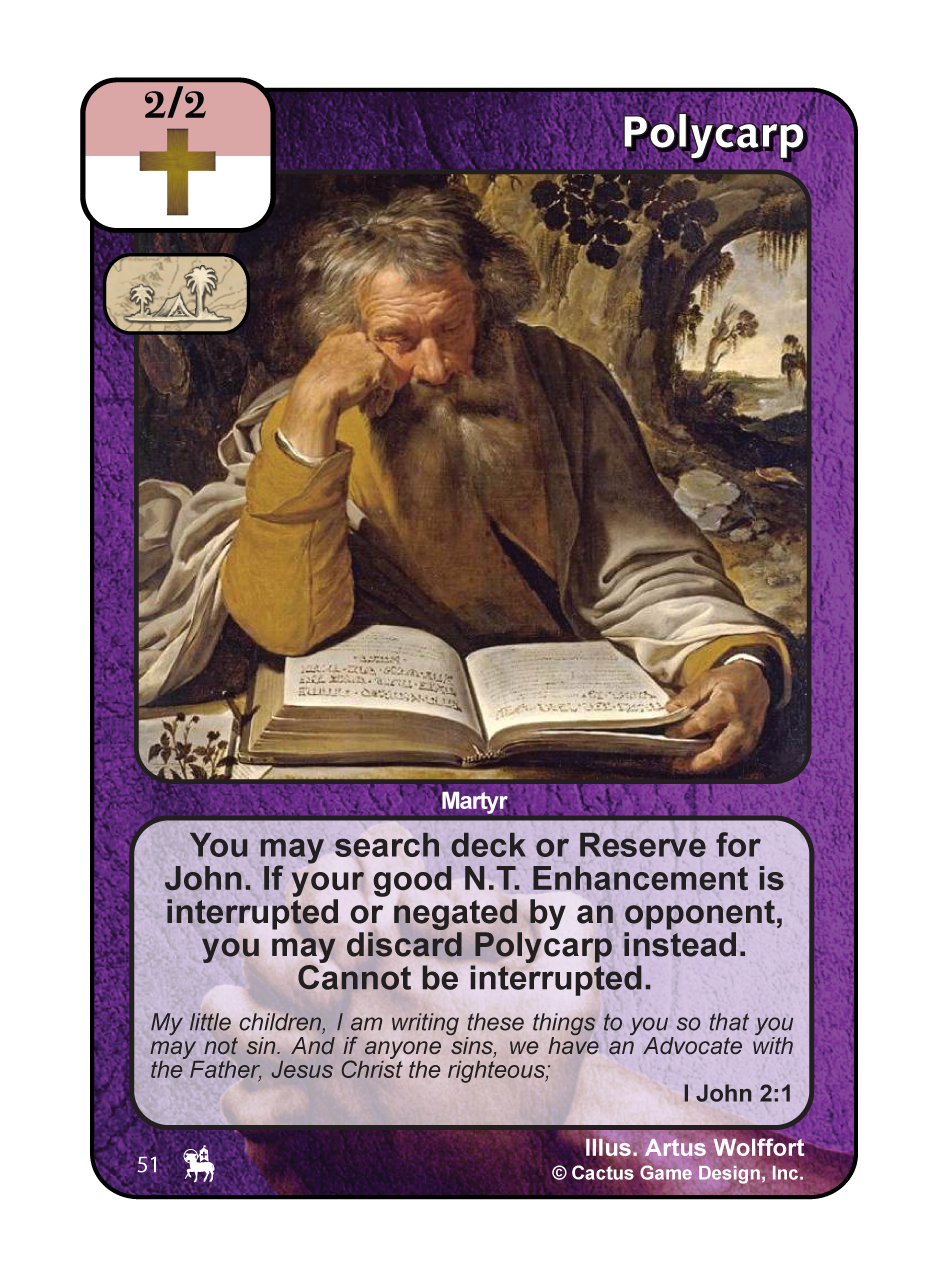 2/2
Polycarp
Martyr
You may search deck or Reserve for
John. If your good N.T. Enhancement is
interrupted or negated by an opponent,
you may discard Polycarp instead.
Cannot be interrupted.
My little children, I am writing these things to you so that you
may not sin. And if anyone sins, we have an Advocate with
the Father, Jesus Christ the righteous;
I John 2:1
51
Illus. Artus Wolffort
© Cactus Game Design, Inc.